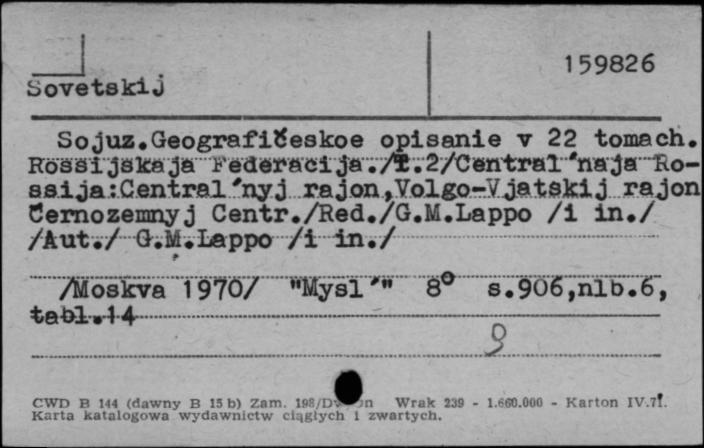 159826
Sovetskij
Sojuz.Geografičeskoe opisanie v 22 tomach.
Rossijskaja Federacija./T.2/Central´naja Ro-
ssija:Central´nyj rajon,Volgo-Vjatskij rajon
Černozemnyj Centr./Red./G.M.Lappo /i in./
/Aut./ G.M.Lappo /i in./
/Moskva 1970/ "Mysl´" 8° s.906,nlb.6,
tabl.14
9
CWD B 144 (dawny B 15 b) Zam. 198/D Wrak 239 - 1.660.000 - Karton IV.71.
Karta katalogowa wydawnictw ciągłych i zwartych.